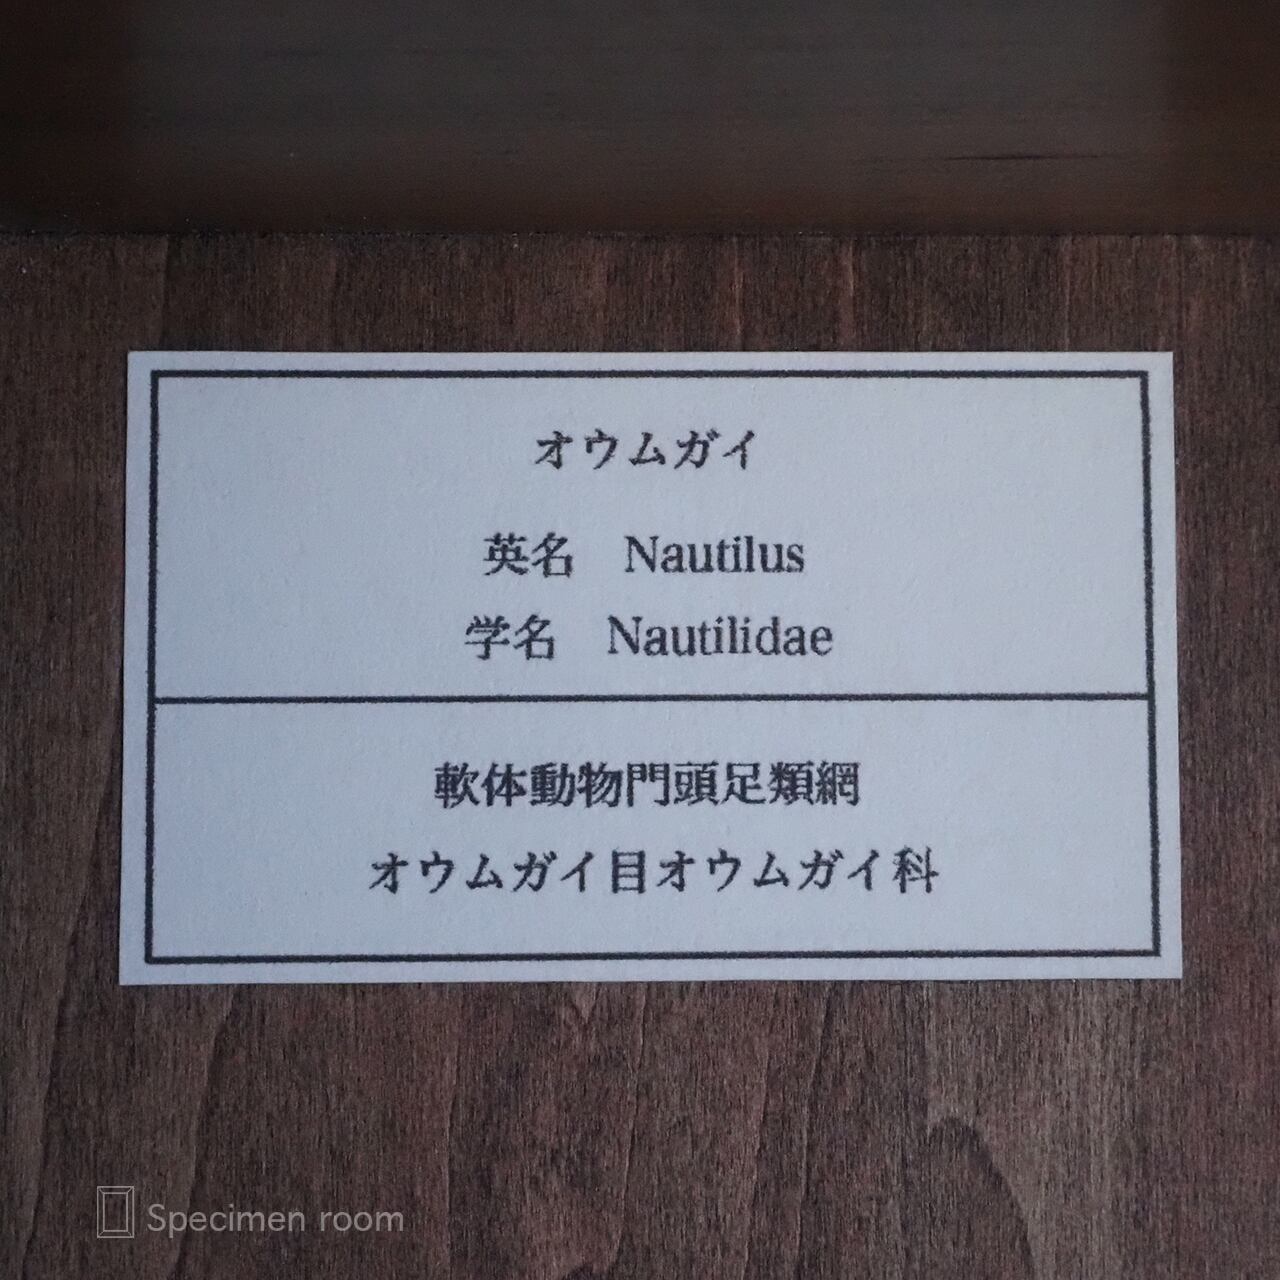 オウムガイ
英名　Nautilus
学名　Nautilidae
軟体動物門頭足類網
オウムガイ目オウムガイ科
Specimen room